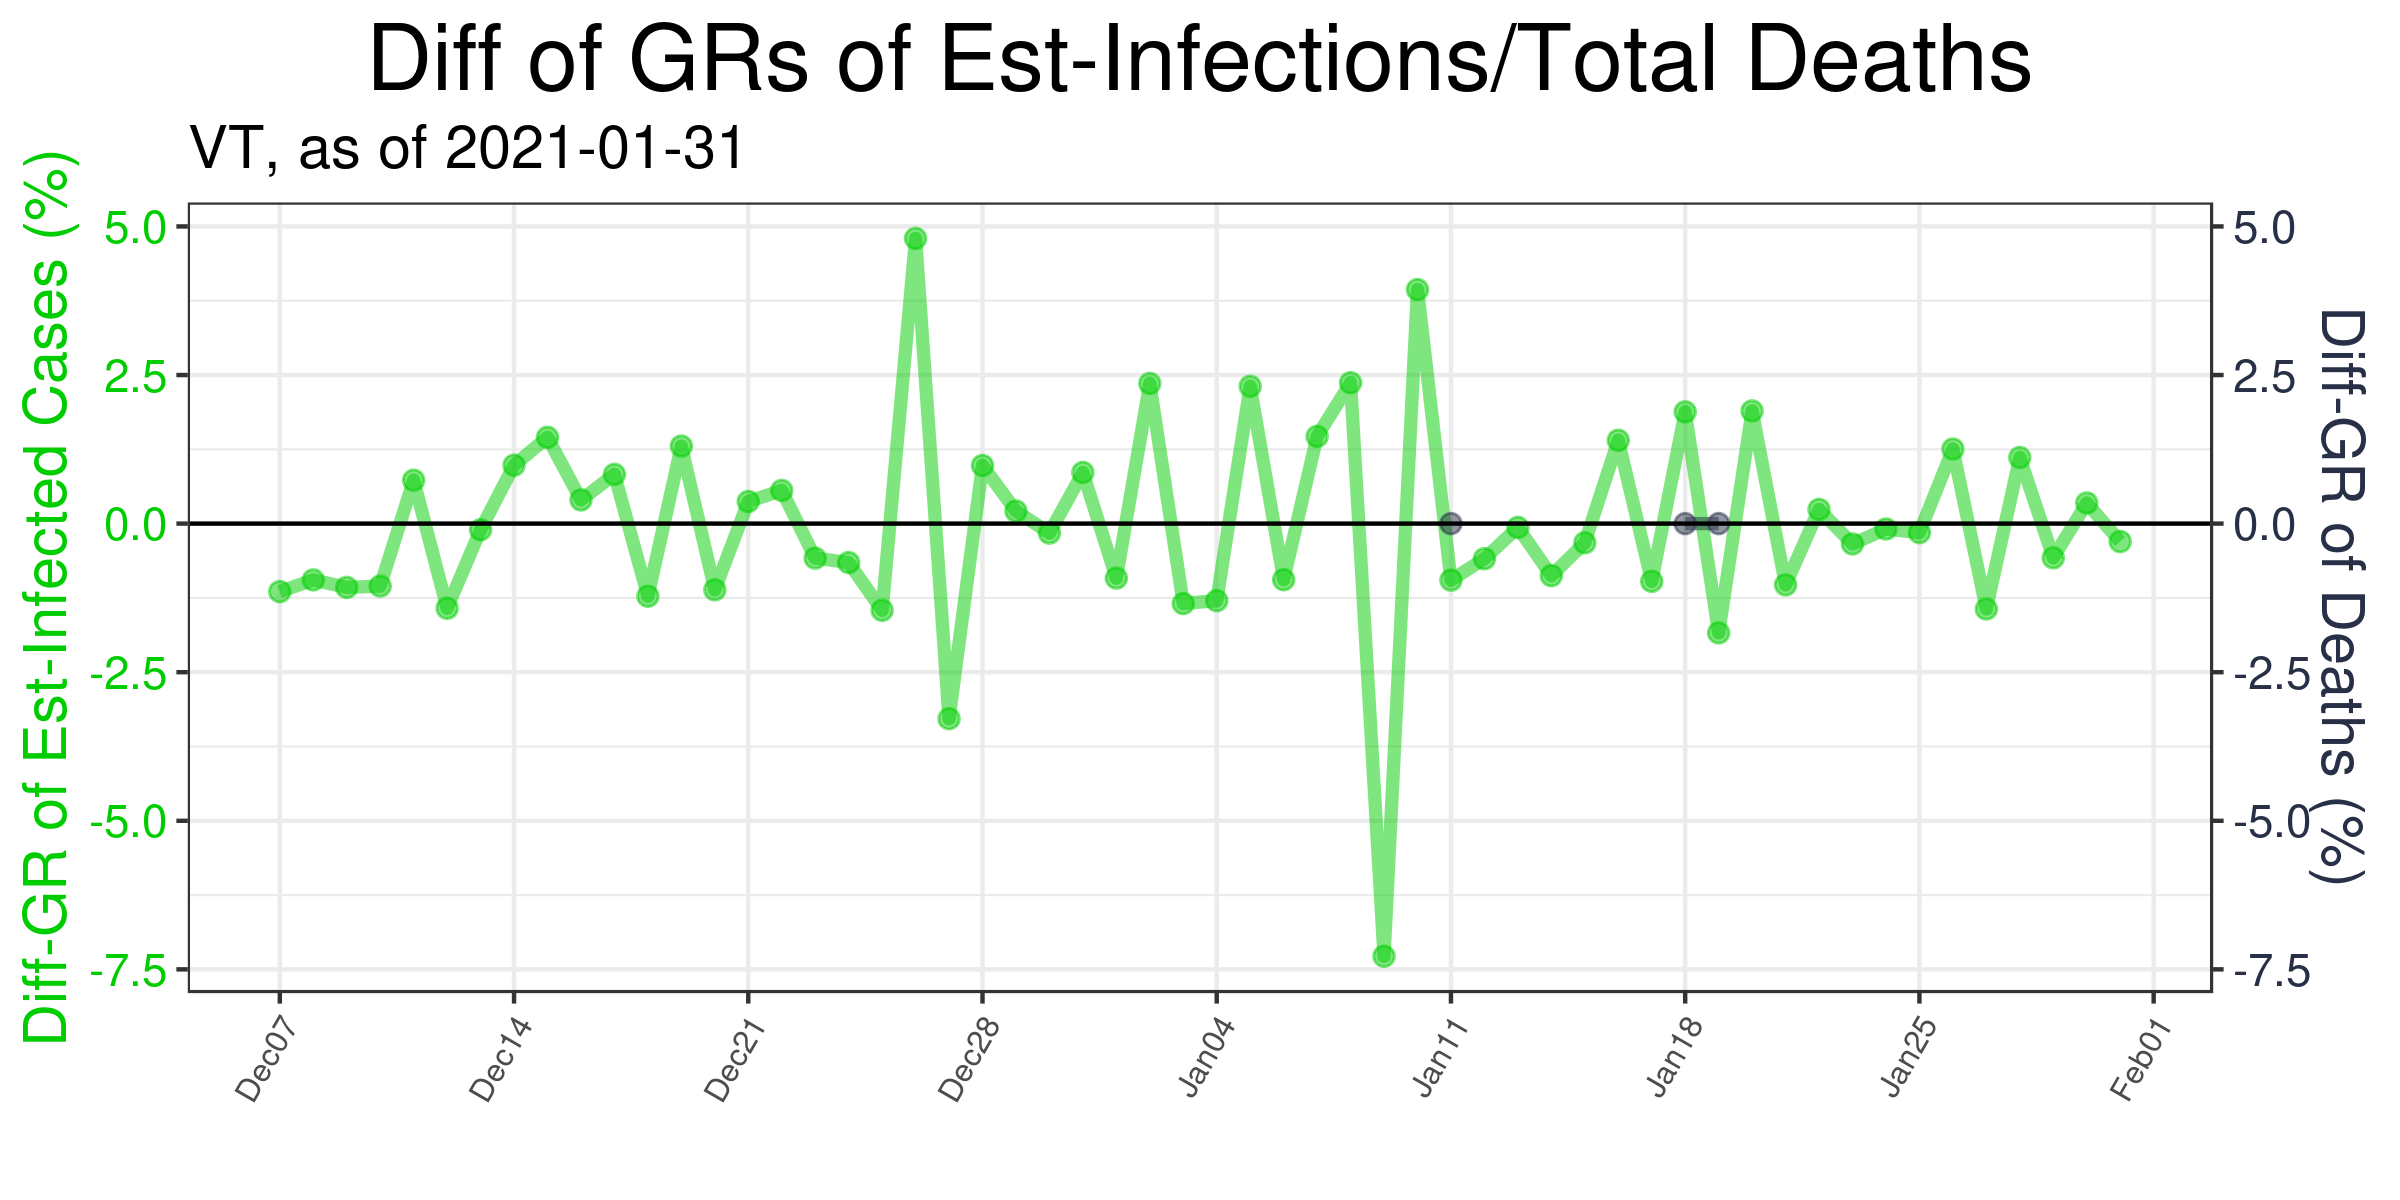 Diff of GRs of Est-Infections/Total Deaths
VT, as of 2021-01-31
Diff-GR of Est-Infected Cases (%)
5.0
2.5
0.0
-2.5
-5.0
-7.5
5.0
2.5
0.0
-2.5
-5.0
-7.5
Diff-GR of Deaths (%)
Dec07
Dec14
Dec21
Dec28
Jan04
Jan11
Jan18
Jan25
Feb01